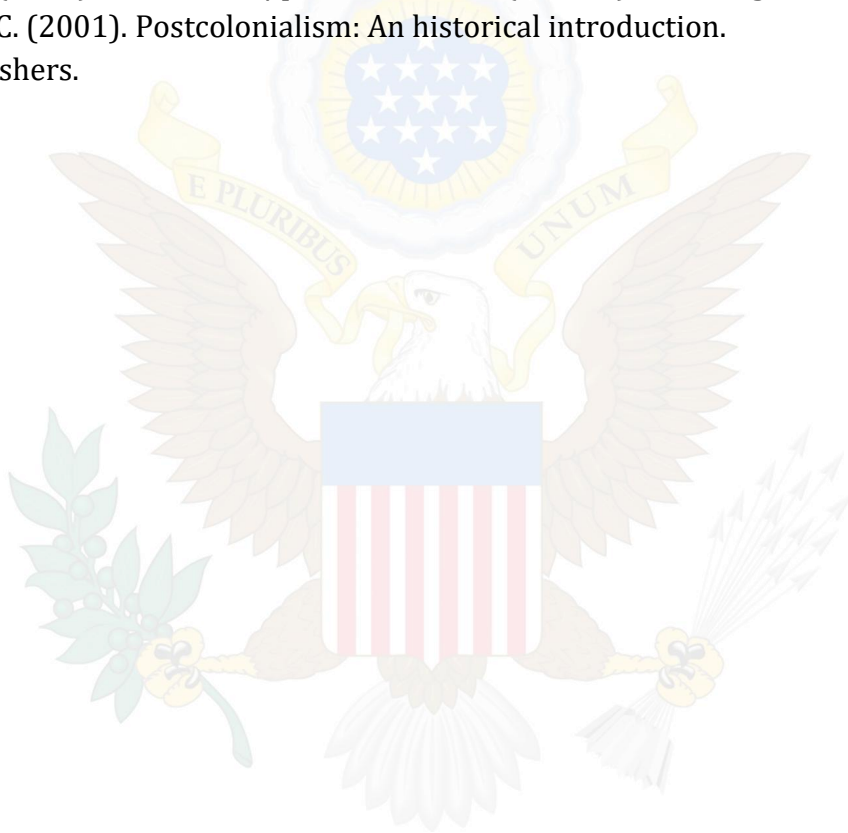 C. (2001). Postcolonialism: An historical introduction.
shers.
E PLURIBUS
UNUM